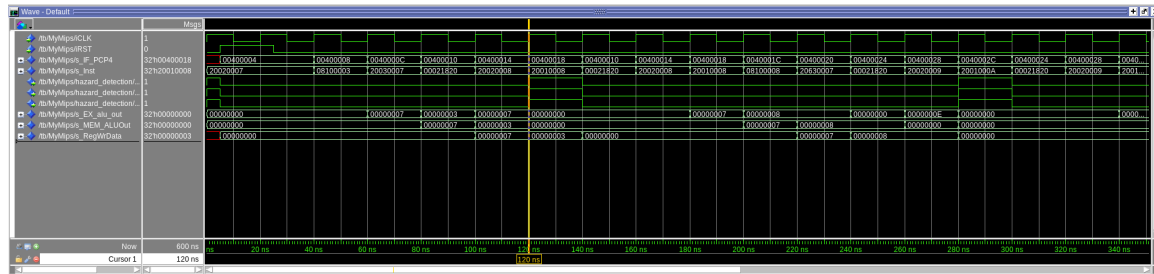 Wave - Default
Msgs
/tb/MyMips/iCLK 1
/tb/MyMips/iRST 0
/tb/MyMips/s_IF_PCP4 32'h00400018 00400004 00400008 0040000C 00400010 00400014 00400018 00400010 00400014 00400018 0040001C 00400020 00400024 00400028 0040002C 00400024 00400028 0040...
/tb/MyMips/s_Inst 32'h20010008 20020007 08100003 20030007 00021820 20020008 20010008 00021820 20020008 20010008 08100008 20630007 00021820 20020009 2001000A 00021820 20020009 2001...
/tb/MyMips/hazard_detection/... 1
/tb/MyMips/hazard_detection/... 1
/tb/MyMips/hazard_detection/... 1
/tb/MyMips/s_EX_alu_out 32'h00000000 00000000 00000007 00000003 00000007 00000000 00000007 00000008 00000000 0000000E 00000000 0000...
/tb/MyMips/s_MEM_ALUOut 32'h00000000 00000000 00000007 00000003 00000000 00000007 00000008 00000000 00000000
/tb/MyMips/s_RegWrData 32'h00000003 00000000 00000007 00000003 00000000 00000007 00000008 00000000
Now 600 ns ns 20 ns 40 ns 60 ns 80 ns 100 ns 120 ns 140 ns 160 ns 180 ns 200 ns 220 ns 240 ns 260 ns 280 ns 300 ns 320 ns 340 ns
Cursor 1 120 ns 120 ns